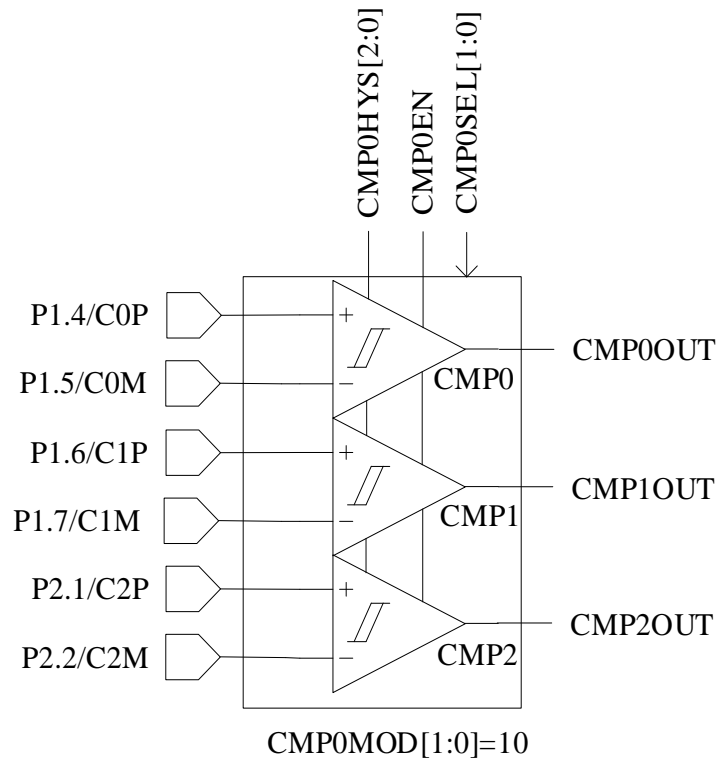 CMP0HYS[2:0]
CMP0EN
CMP0SEL[1:0]
P1.4/C0P
+
CMP0OUT
P1.5/C0M
−
CMP0
P1.6/C1P
+
CMP1OUT
P1.7/C1M
−
CMP1
P2.1/C2P
+
CMP2OUT
P2.2/C2M
−
CMP2
CMP0MOD[1:0]=10